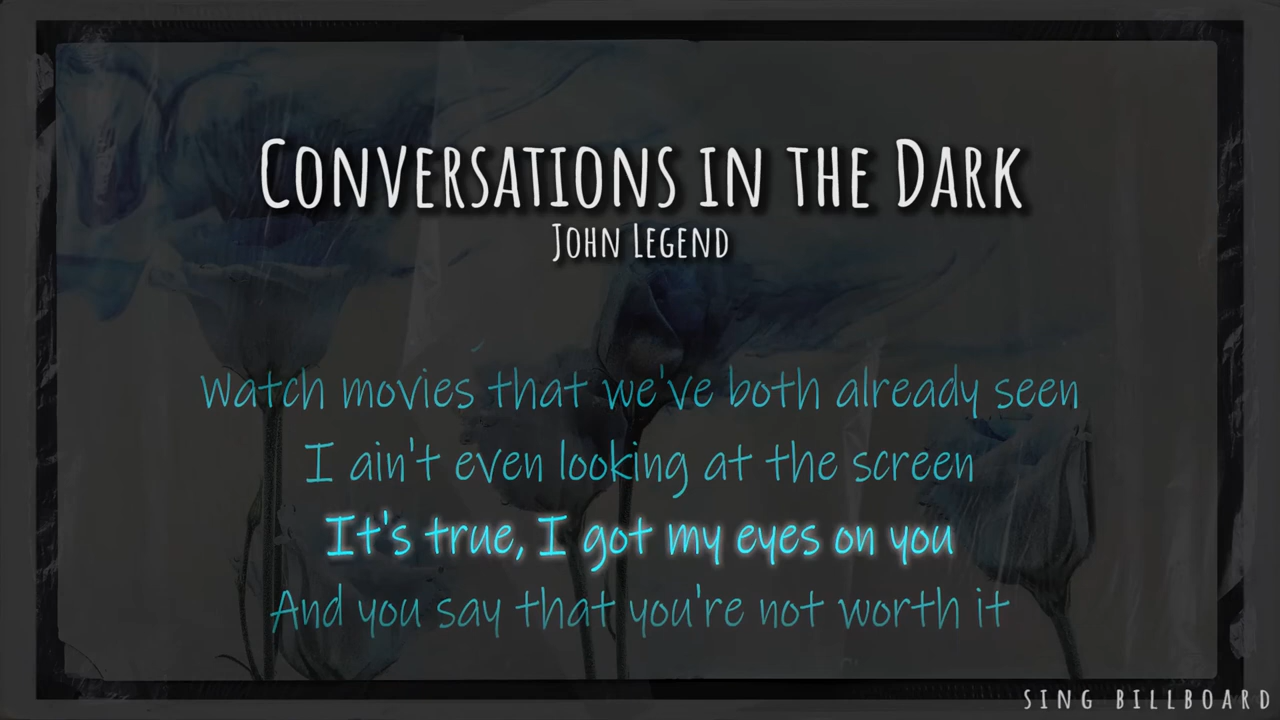 Conversations in the Dark
John Legend
Watch movies that we've both already seen
I ain't even looking at the screen
It's true, I got my eyes on you
And you say that you're not worth it
SING BILLBOARD